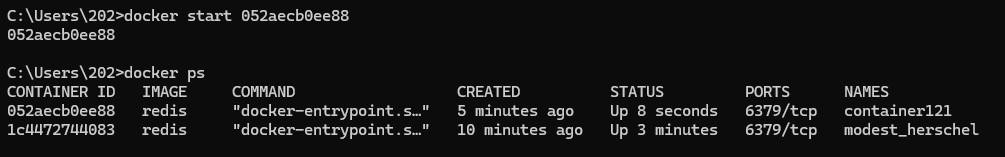 C:\Users\202>docker start 052aecb0ee88
052aecb0ee88
C:\Users\202>docker ps
CONTAINER ID   IMAGE     COMMAND                  CREATED          STATUS         PORTS      NAMES
052aecb0ee88   redis     "docker-entrypoint.s…"   5 minutes ago    Up 8 seconds   6379/tcp   container121
1c4472744083   redis     "docker-entrypoint.s…"   10 minutes ago   Up 3 minutes   6379/tcp   modest_herschel